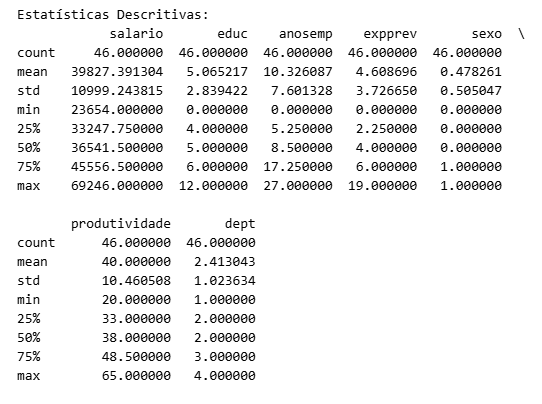 Estatísticas Descritivas:
            salario       educ    anosemp    expprev       sexo  \
count     46.000000  46.000000  46.000000  46.000000  46.000000
mean   39827.391304   5.065217  10.326087   4.608696   0.478261
std    10999.243815   2.839422   7.601328   3.726650   0.505047
min    23654.000000   0.000000   0.000000   0.000000   0.000000
25%    33247.750000   4.000000   5.250000   2.250000   0.000000
50%    36541.500000   5.000000   8.500000   4.000000   0.000000
75%    45556.500000   6.000000  17.250000   6.000000   1.000000
max    69246.000000  12.000000  27.000000  19.000000   1.000000

       produtividade       dept
count      46.000000  46.000000
mean       40.000000   2.413043
std        10.460508   1.023634
min        20.000000   1.000000
25%        33.000000   2.000000
50%        38.000000   2.000000
75%        48.500000   3.000000
max        65.000000   4.000000